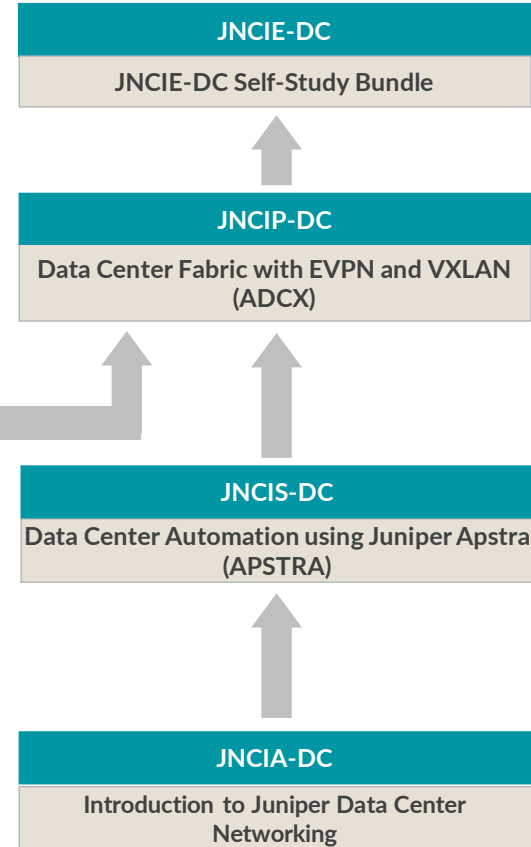 JNCIE-DC
JNCIE-DC Self-Study Bundle
JNCIP-DC
Data Center Fabric with EVPN and VXLAN
(ADCX)
JNCIS-DC
Data Center Automation using Juniper Apstra
(APSTRA)
JNCIA-DC
Introduction to Juniper Data Center
Networking